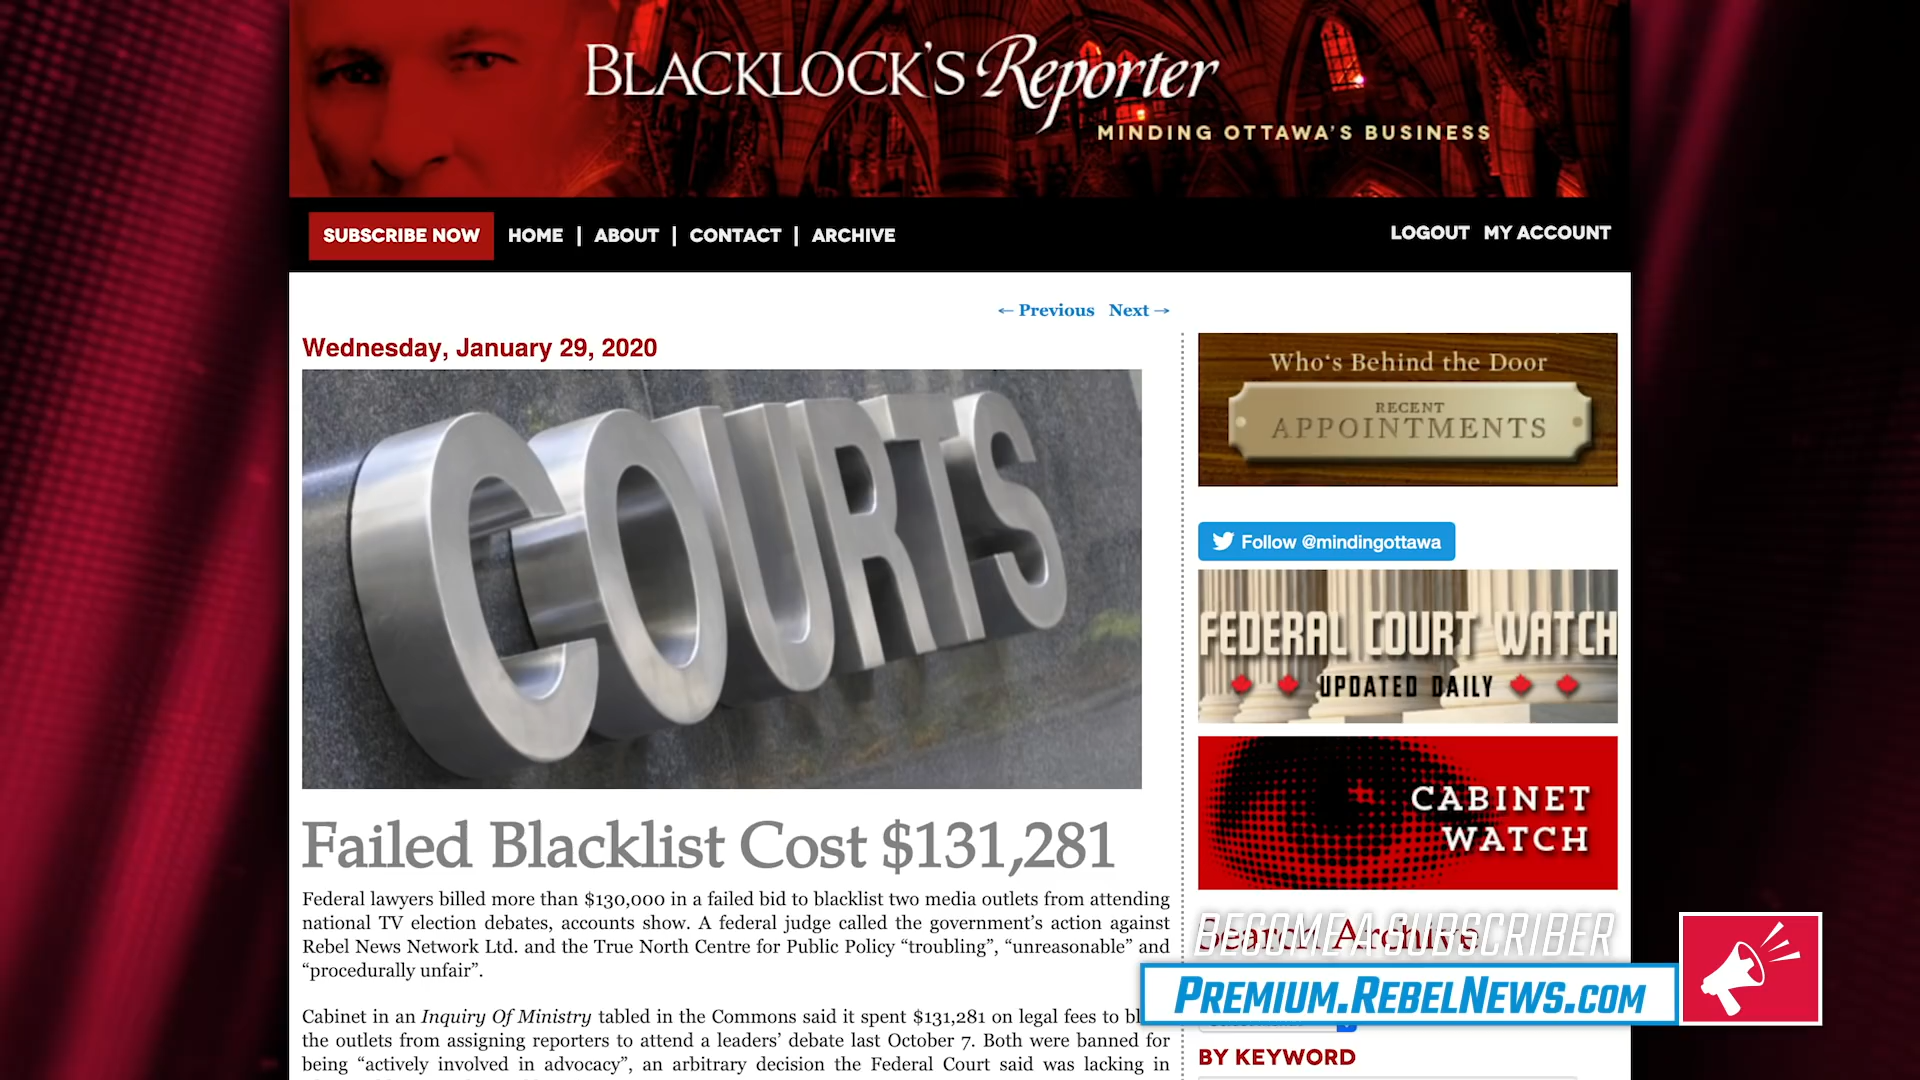 BLACKLOCK'S Reporter
MINDING OTTAWA'S BUSINESS
SUBSCRIBE NOW HOME | ABOUT | CONTACT | ARCHIVE LOGOUT MY ACCOUNT
← Previous Next →
Wednesday, January 29, 2020
COURTS
Failed Blacklist Cost $131,281
Federal lawyers billed more than $130,000 in a failed bid to blacklist two media outlets from attending
national TV election debates, accounts show. A federal judge called the government's action against
Rebel News Network Ltd. and the True North Centre for Public Policy “troubling”, “unreasonable” and
“procedurally unfair”.
Cabinet in an Inquiry Of Ministry tabled in the Commons said it spent $131,281 on legal fees to
the outlets from assigning reporters to attend a leaders' debate last October 7. Both were banned for
being “actively involved in advocacy”, an arbitrary decision the Federal Court said was lacking in
Who's Behind the Door
RECENT
APPOINTMENTS
Follow @mindingottawa
FEDERAL COURT WATCH
UPDATED DAILY
CABINET
WATCH
Search Archive
BECOME A SUBSCRIBER
PREMIUM.REBELNEWS.COM
BY KEYWORD